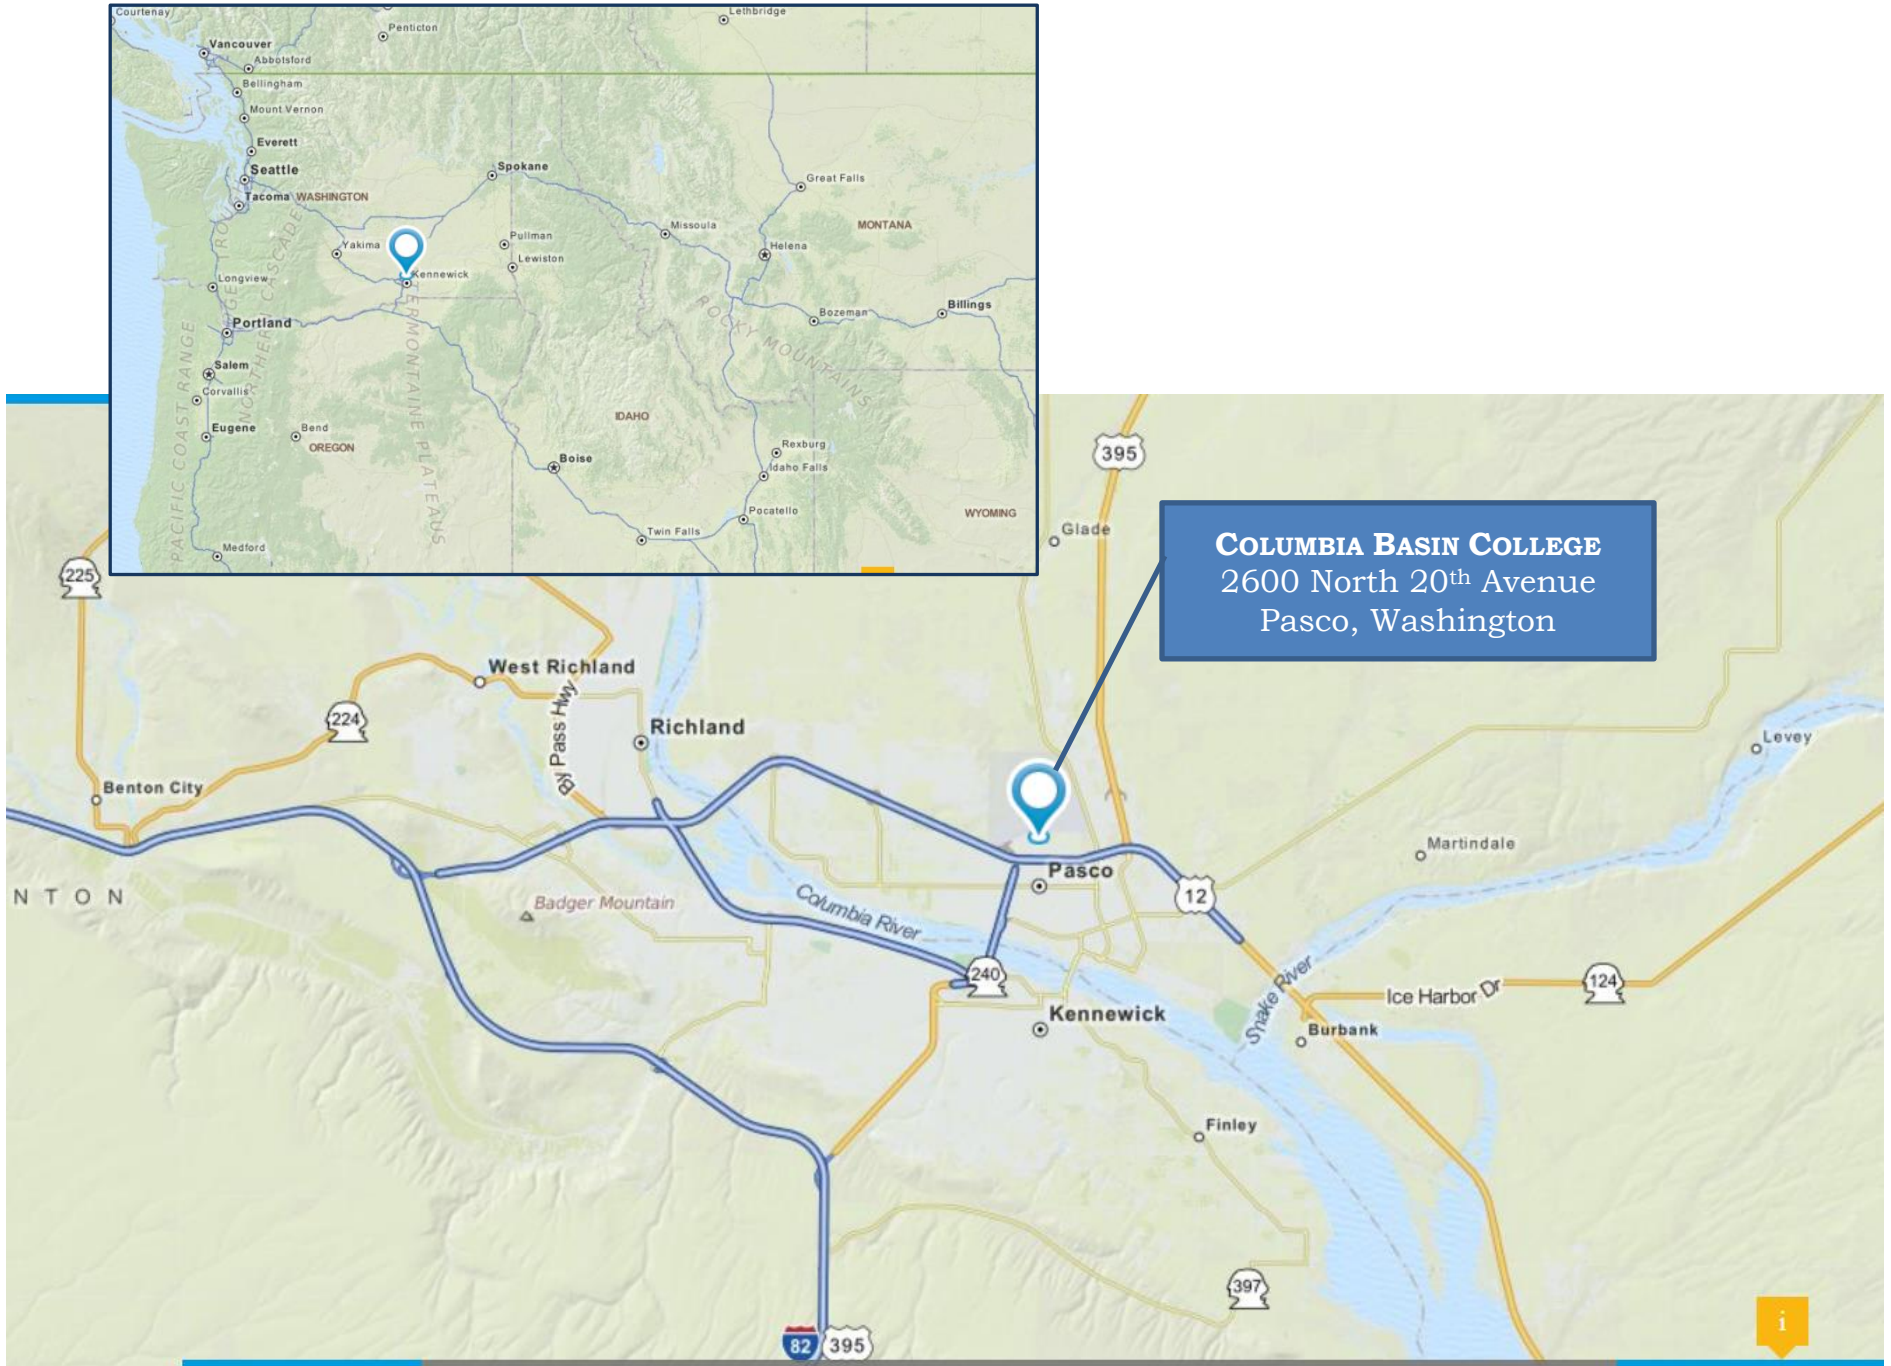 Courtenay
Lethbridge
Penticton
Vancouver
Abbotsford
Bellingham
Mount Vernon
Everett
Seattle
Spokane
Tacoma
WASHINGTON
Great Falls
MONTANA
Missoula
Yakima
Pullman
Helena
Lewiston
Kennewick
Longview
Portland
Bozeman
Billings
ROCKY MOUNTAINS
NORTHERN CASCADE
PACIFIC COAST RANGE
TERMONTAINE PLATEAUS
Salem
Corvallis
Eugene
Bend
OREGON
IDAHO
Boise
Rexburg
Idaho Falls
Pocatello
WYOMING
Twin Falls
Medford
395
Glade
COLUMBIA BASIN COLLEGE
2600 North 20th Avenue
Pasco, Washington
225
West Richland
224
By Pass Hwy
Richland
Levey
Benton City
Martindale
Pasco
12
NTON
Badger Mountain
Columbia River
240
Snake River
Ice Harbor Dr
124
Kennewick
Burbank
Finley
397
82
395
i